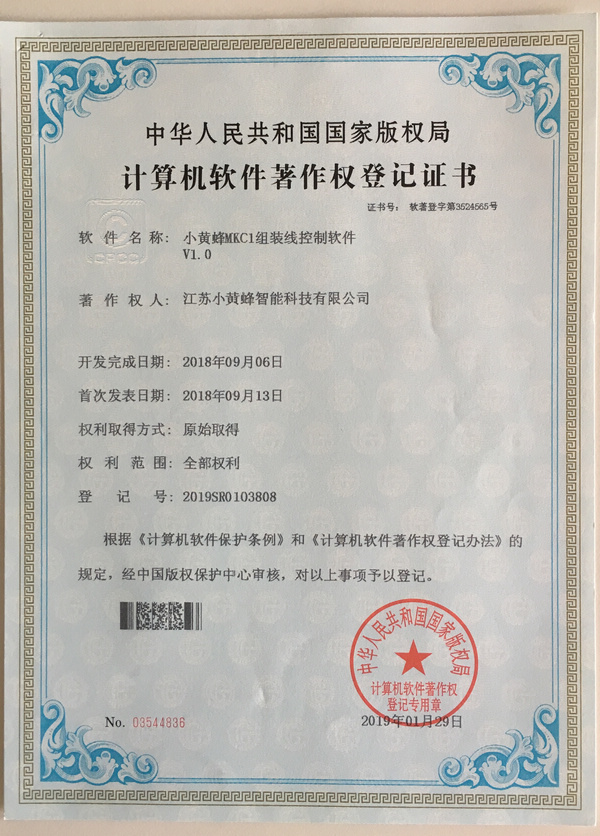 中华人民共和国国家版权局
计算机软件著作权登记证书
证书号: 软著登字第3524565号
CPCC
软件名称: 小黄蜂MKC1组装线控制软件
V1.0
著作权人: 江苏小黄蜂智能科技有限公司
开发完成日期: 2018年09月06日
首次发表日期: 2018年09月13日
权利取得方式: 原始取得
权利范围: 全部权利
登记号: 2019SR0103808
根据《计算机软件保护条例》和《计算机软件著作权登记办法》的
规定,经中国版权保护中心审核,对以上事项予以登记。
中华人民共和国国家版权局
计算机软件著作权
登记专用章
No. 03544836
2019年01月29日